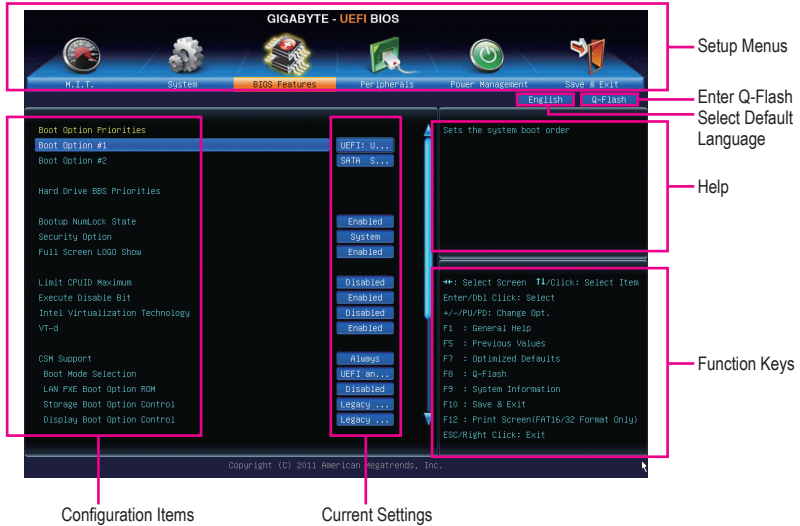 GIGABYTE - UEFI BIOS
M.I.T.
System
BIOS Features
Peripherals
Power Management
Save & Exit
Setup Menus
English
Q-Flash
Enter Q-Flash
Select Default
Language
Boot Option Priorities
Boot Option #1 UEFI: U...
Boot Option #2 SATA S...
Hard Drive BBS Priorities
Bootup NumLock State Enabled
Security Option System
Full Screen LOGO Show Enabled
Limit CPUID Maximum Disabled
Execute Disable Bit Enabled
Intel Virtualization Technology Disabled
VT-d Enabled
CSM Support Always
Boot Mode Selection UEFI an...
LAN PXE Boot Option ROM Disabled
Storage Boot Option Control Legacy ...
Display Boot Option Control Legacy ...
Sets the system boot order
Help
→←: Select Screen ↑↓/Click: Select Item
Enter/Dbl Click: Select
+/-/PU/PD: Change Opt.
F1 : General Help
F5 : Previous Values
F7 : Optimized Defaults
F8 : Q-Flash
F9 : System Information
F10 : Save & Exit
F12 : Print Screen(FAT16/32 Format Only)
ESC/Right Click: Exit
Function Keys
Copyright (C) 2011 American Megatrends, Inc.
Configuration Items
Current Settings